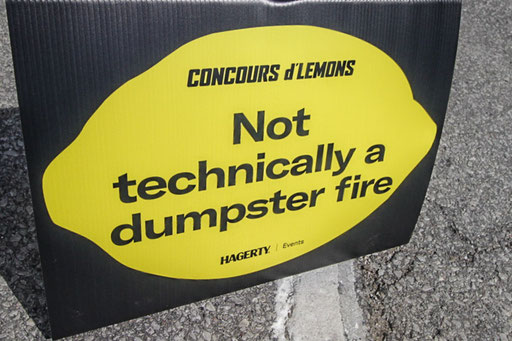 CONCOURS d'LEMONS
Not
technically a
dumpster fire
HAGERTY | Events